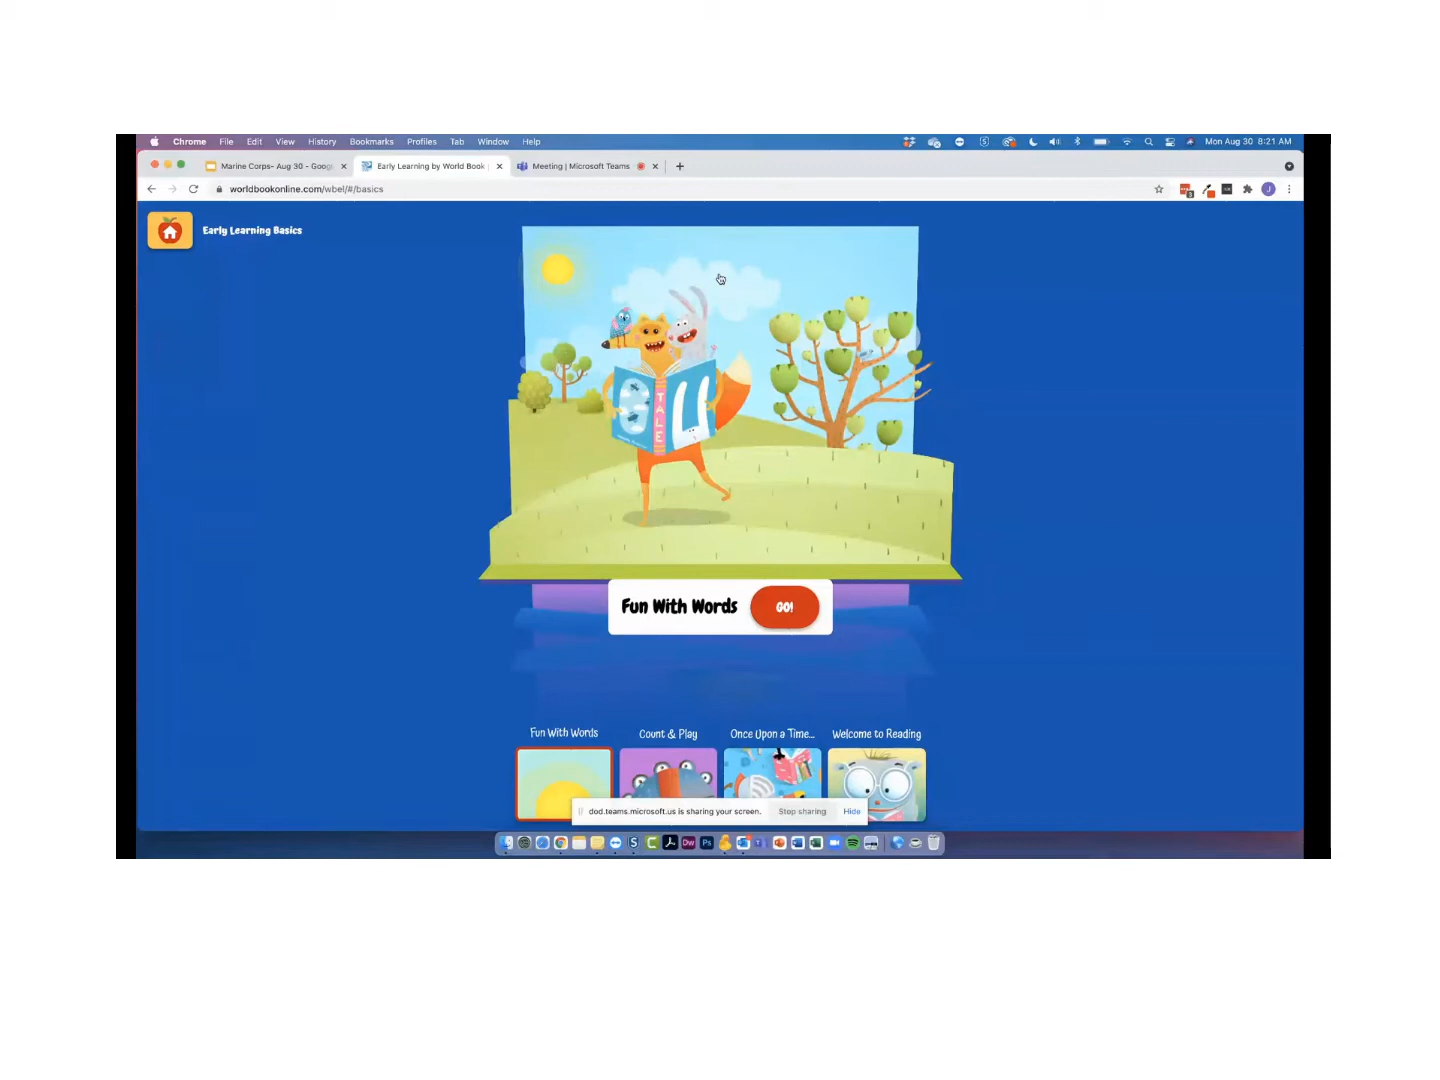 Chrome File Edit View History Bookmarks Profiles Tab Window Help Mon Aug 30 8:21 AM
Marine Corps- Aug 30 - Goog Early Learning by World Book Meeting | Microsoft Teams
worldbookonline.com/wbel/#/basics
Early Learning Basics
TALE
Fun With Words GO!
Fun With Words Count & Play Once Upon a Time... Welcome to Reading
dod.teams.microsoft.us is sharing your screen. Stop sharing Hide
Dw Ps